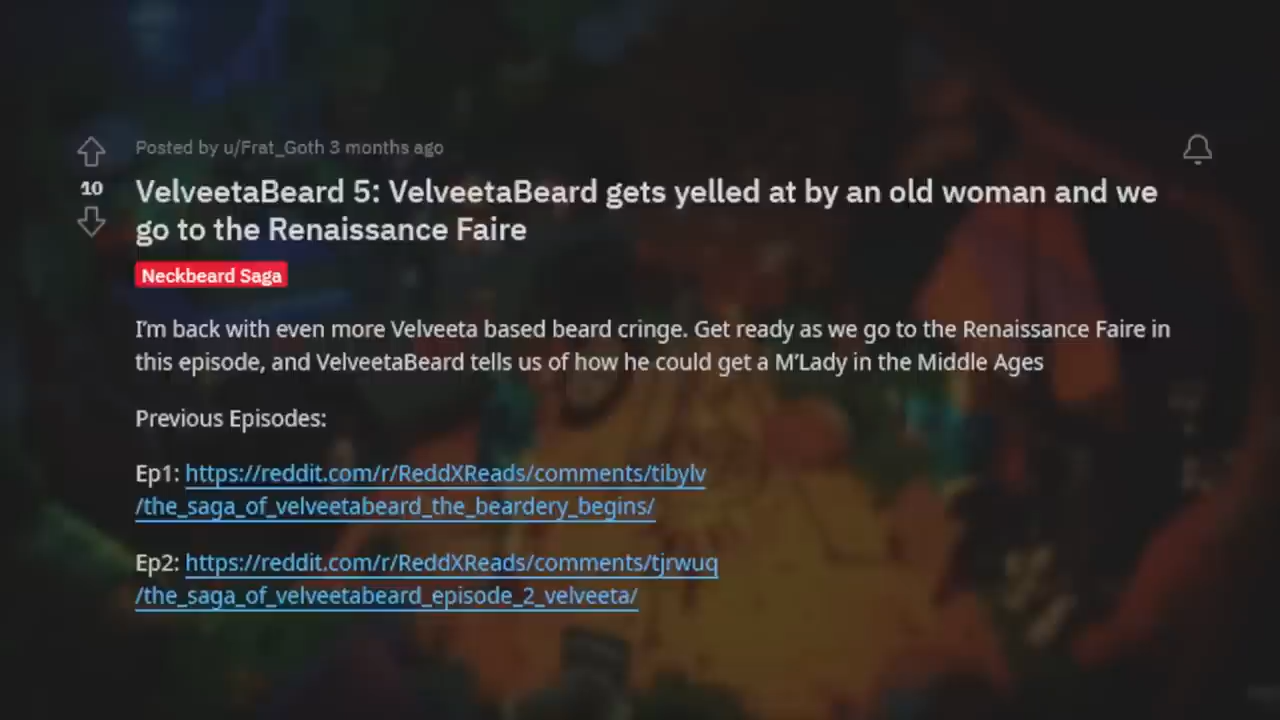 Posted by u/Frat_Goth 3 months ago
10
VelveetaBeard 5: VelveetaBeard gets yelled at by an old woman and we
go to the Renaissance Faire
Neckbeard Saga
I'm back with even more Velveeta based beard cringe. Get ready as we go to the Renaissance Faire in
this episode, and VelveetaBeard tells us of how he could get a M'Lady in the Middle Ages
Previous Episodes:
Ep1: https://reddit.com/r/ReddXReads/comments/tibylv
/the_saga_of_velveetabeard_the_beardery_begins/
Ep2: https://reddit.com/r/ReddXReads/comments/tjrwuq
/the_saga_of_velveetabeard_episode_2_velveeta/